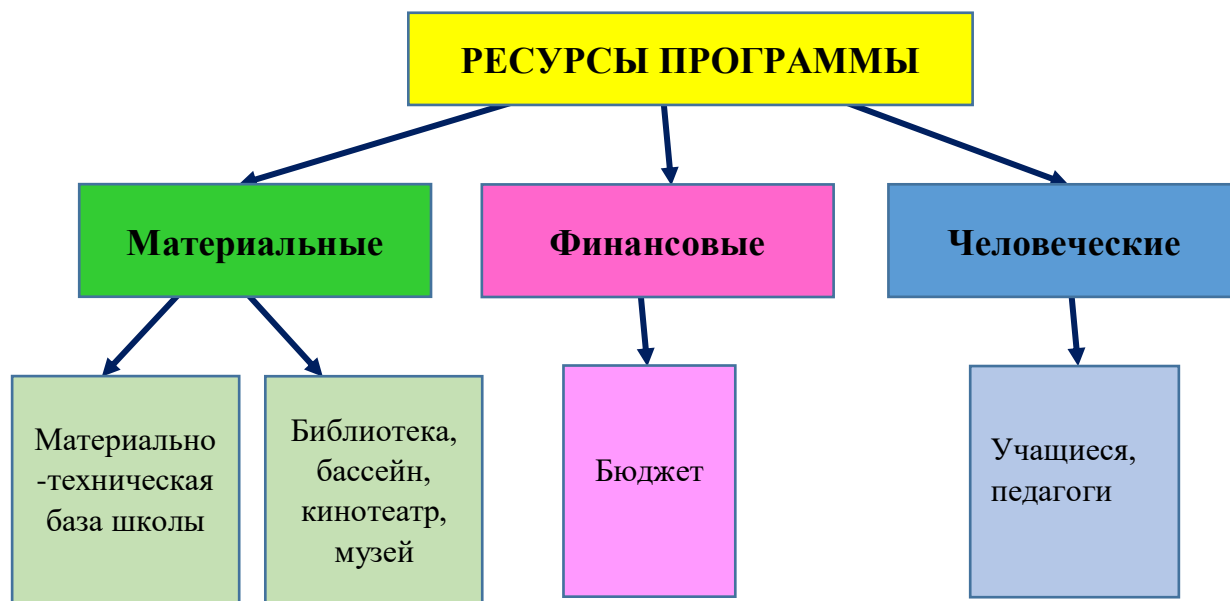 РЕСУРСЫ ПРОГРАММЫ
Материальные
Финансовые
Человеческие
Материально
-техническая
база школы
Библиотека,
бассейн,
кинотеатр,
музей
Бюджет
Учащиеся,
педагоги